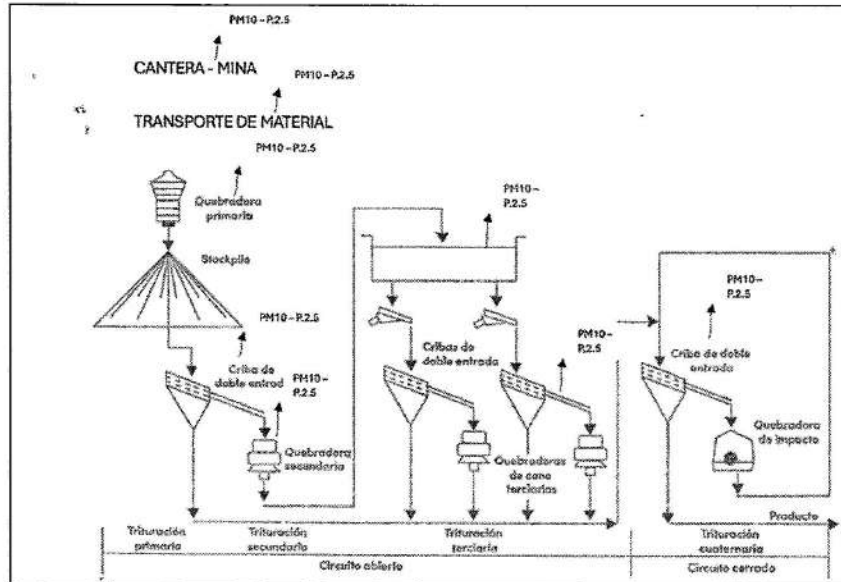 PM10-P.2.5
CANTERA - MINA
PM10-P.2.5
TRANSPORTE DE MATERIAL
PM10-P.2.5
Quebradora
primaria
Stockpile
PM10-P.2.5
Criba de
doble entrad
PM10-
P.2.5
Quebradora
secundaria
PM10-
P.2.5
Cribas de
doble entrada
PM10-
P.2.5
Quebradoras
de cono
terciarias
PM10-
P.2.5
Criba de doble
entrada
Quebradora
de impacto
Producto
Trituración
primaria
Trituración
secundaria
Trituración
terciaria
Trituración
cuaternaria
Circuito abierto
Circuito cerrado